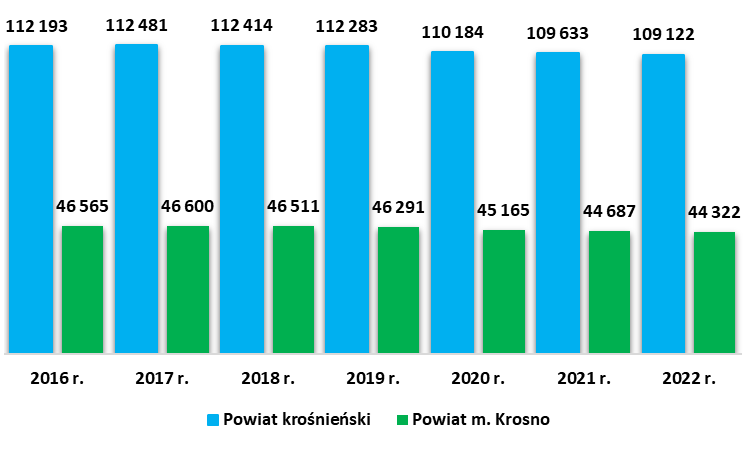 112 193 112 481 112 414 112 283 110 184 109 633 109 122
46 565 46 600 46 511 46 291 45 165 44 687 44 322
2016 r. 2017 r. 2018 r. 2019 r. 2020 r. 2021 r. 2022 r.
Powiat krośnieński Powiat m. Krosno